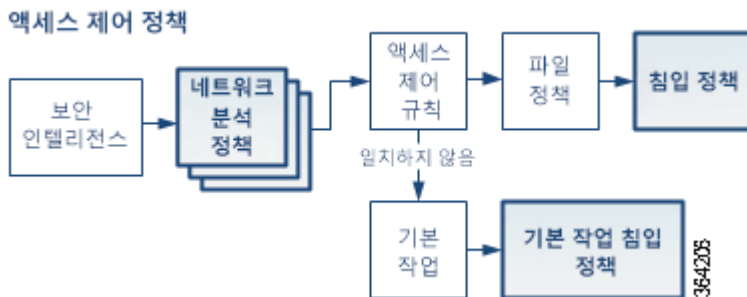 액세스 제어 정책
보안
인텔리전스
네트워크
분석
정책
액세스
제어
규칙
파일
정책
침입 정책
일치하지 않음
기본
작업
기본 작업 침입
정책
364205